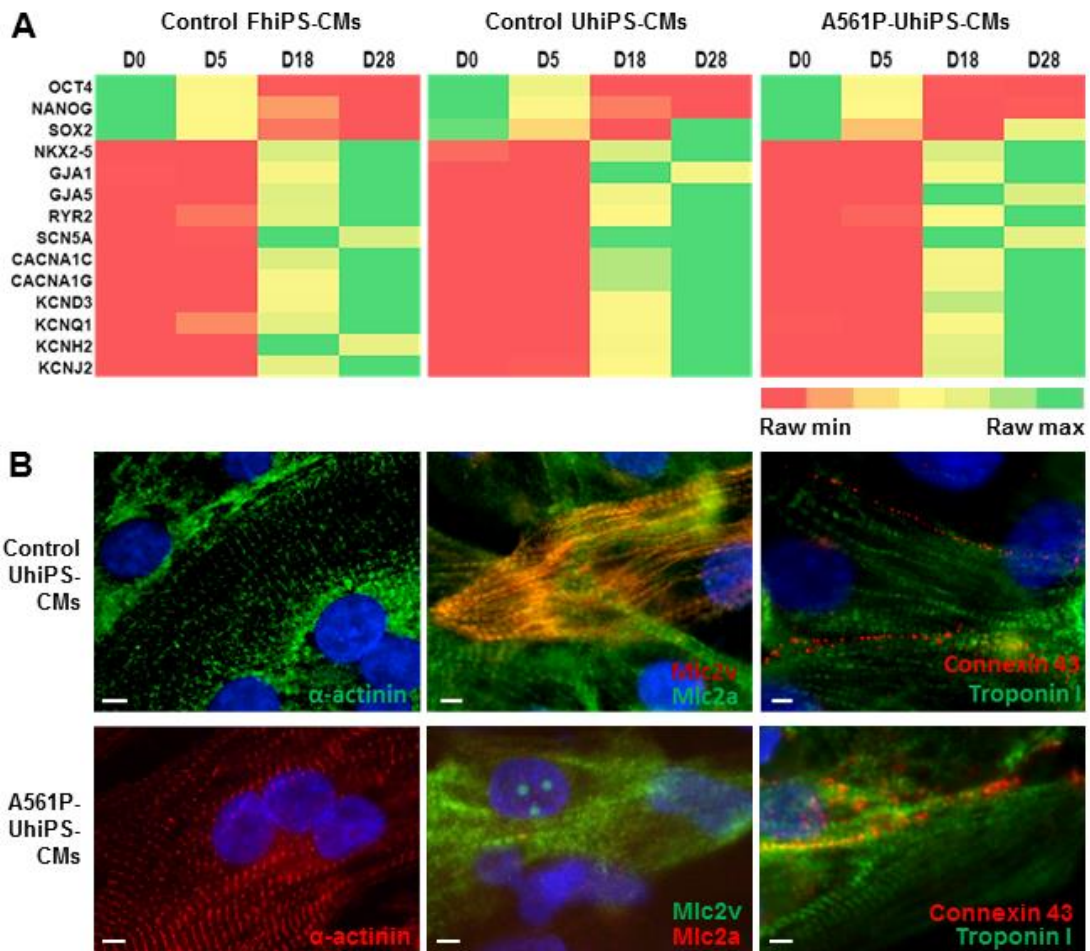 A
Control FhiPS-CMs Control UhiPS-CMs A561P-UhiPS-CMs
D0 D5 D18 D28 D0 D5 D18 D28 D0 D5 D18 D28
OCT4
NANOG
SOX2
NKX2-5
GJA1
GJA5
RYR2
SCN5A
CACNA1C
CACNA1G
KCND3
KCNQ1
KCNH2
KCNJ2
Raw min Raw max
B
Control
UhiPS-
CMs
α-actinin
Mlc2v
Mlc2a
Connexin 43
Troponin I
A561P-
UhiPS-
CMs
α-actinin
Mlc2v
Mlc2a
Connexin 43
Troponin I